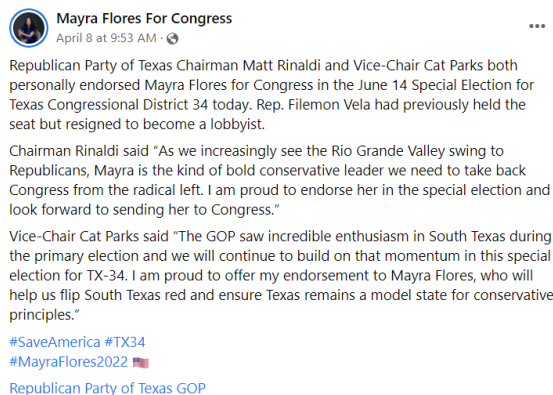 Mayra Flores For Congress
April 8 at 9:53 AM ·
Republican Party of Texas Chairman Matt Rinaldi and Vice-Chair Cat Parks both
personally endorsed Mayra Flores for Congress in the June 14 Special Election for
Texas Congressional District 34 today. Rep. Filemon Vela had previously held the
seat but resigned to become a lobbyist.
Chairman Rinaldi said “As we increasingly see the Rio Grande Valley swing to
Republicans, Mayra is the kind of bold conservative leader we need to take back
Congress from the radical left. I am proud to endorse her in the special election and
look forward to sending her to Congress.”
Vice-Chair Cat Parks said “The GOP saw incredible enthusiasm in South Texas during
the primary election and we will continue to build on that momentum in this special
election for TX-34. I am proud to offer my endorsement to Mayra Flores, who will
help us flip South Texas red and ensure Texas remains a model state for conservative
principles.”
#SaveAmerica #TX34
#MayraFlores2022 🇺🇸
Republican Party of Texas GOP